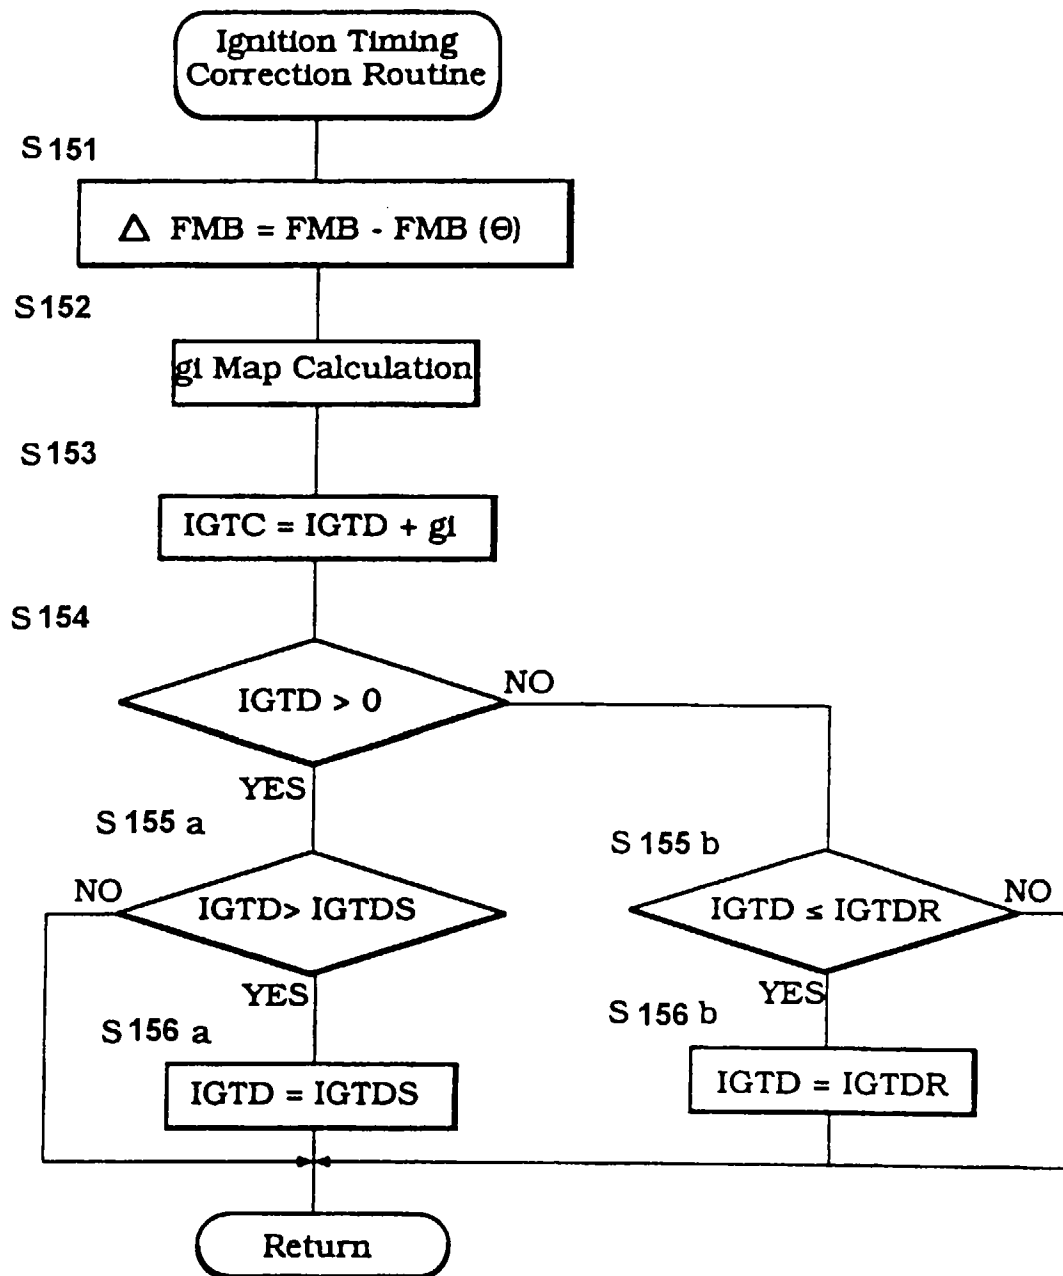 Ignition Timing
Correction Routine
S 151
Δ FMB = FMB - FMB (Θ)
S 152
gi Map Calculation
S 153
IGTC = IGTD + gi
S 154
IGTD > 0
NO
YES
S 155 a
S 155 b
NO
IGTD> IGTDS
IGTD ≤ IGTDR
NO
YES
YES
S 156 a
S 156 b
IGTD = IGTDS
IGTD = IGTDR
Return